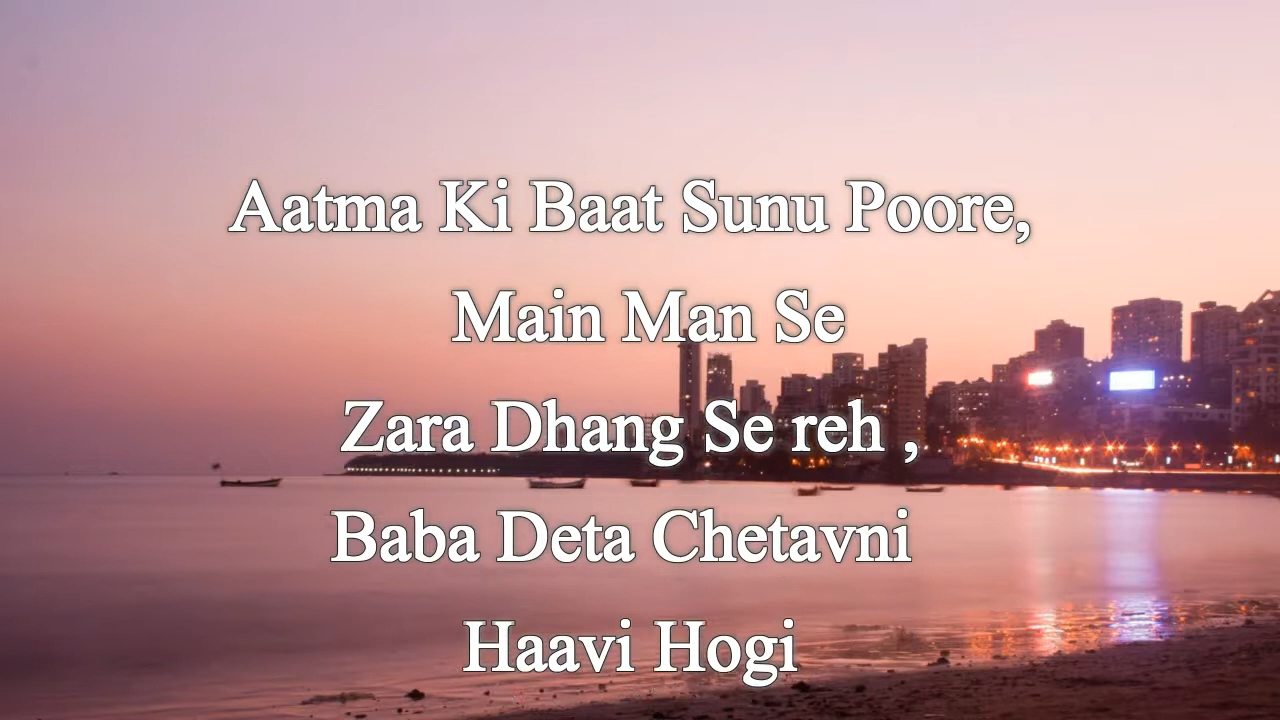 Aatma Ki Baat Sunu Poore,
Main Man Se
Zara Dhang Se reh ,
Baba Deta Chetavni
Haavi Hogi